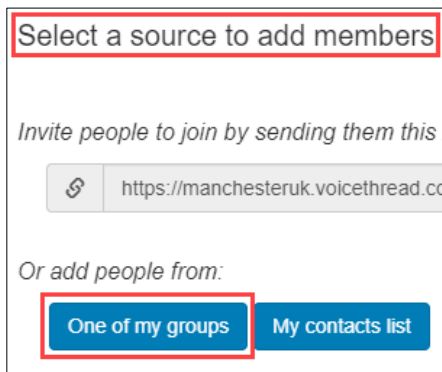 Select a source to add members
Invite people to join by sending them this
https://manchesteruk.voicethread.co
Or add people from:
One of my groups My contacts list